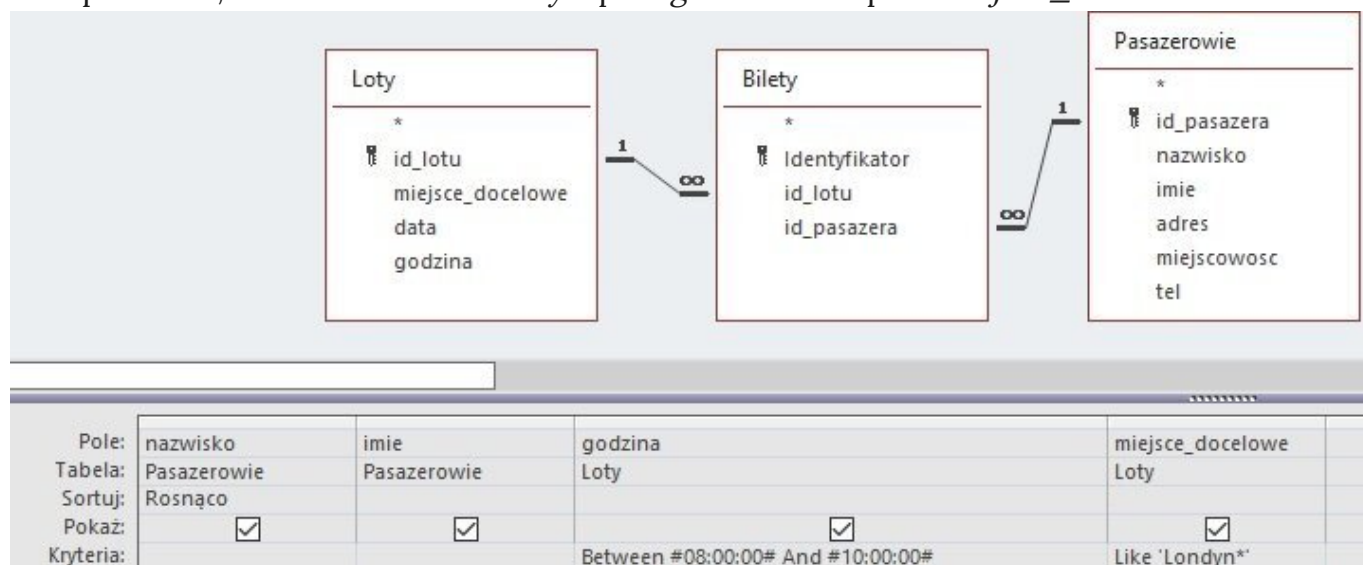 Pasazerowie
*
id_pasazera
nazwisko
imie
adres
miejscowosc
tel
Loty
*
id_lotu
miejsce_docelowe
data
godzina
1
∞
Bilety
*
Identyfikator
id_lotu
id_pasazera
∞
1
Pole: nazwisko imie godzina miejsce_docelowe
Tabela: Pasazerowie Pasazerowie Loty Loty
Sortuj: Rosnąco
Pokaż:
Kryteria: Between #08:00:00# And #10:00:00# Like 'Londyn*'